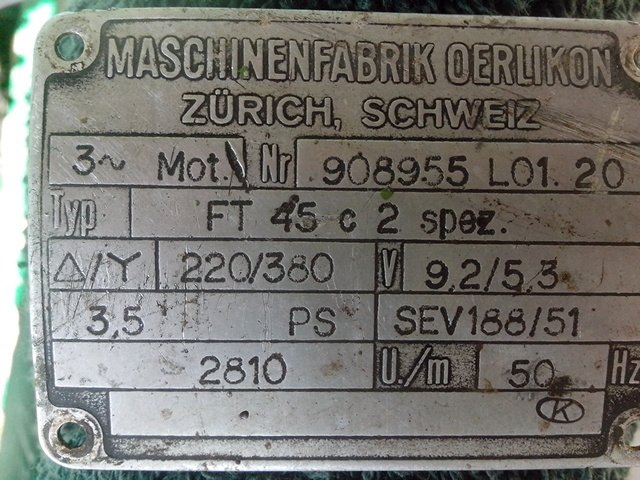 MASCHINENFABRIK OERLIKON
ZÜRICH, SCHWEIZ
3~ Mot. Nr 908955 L01.20
Typ FT 45 c 2 spez.
△/Y 220/380 V 9,2/5,3
3,5 PS SEV188/51
2810 U./m 50 Hz
K